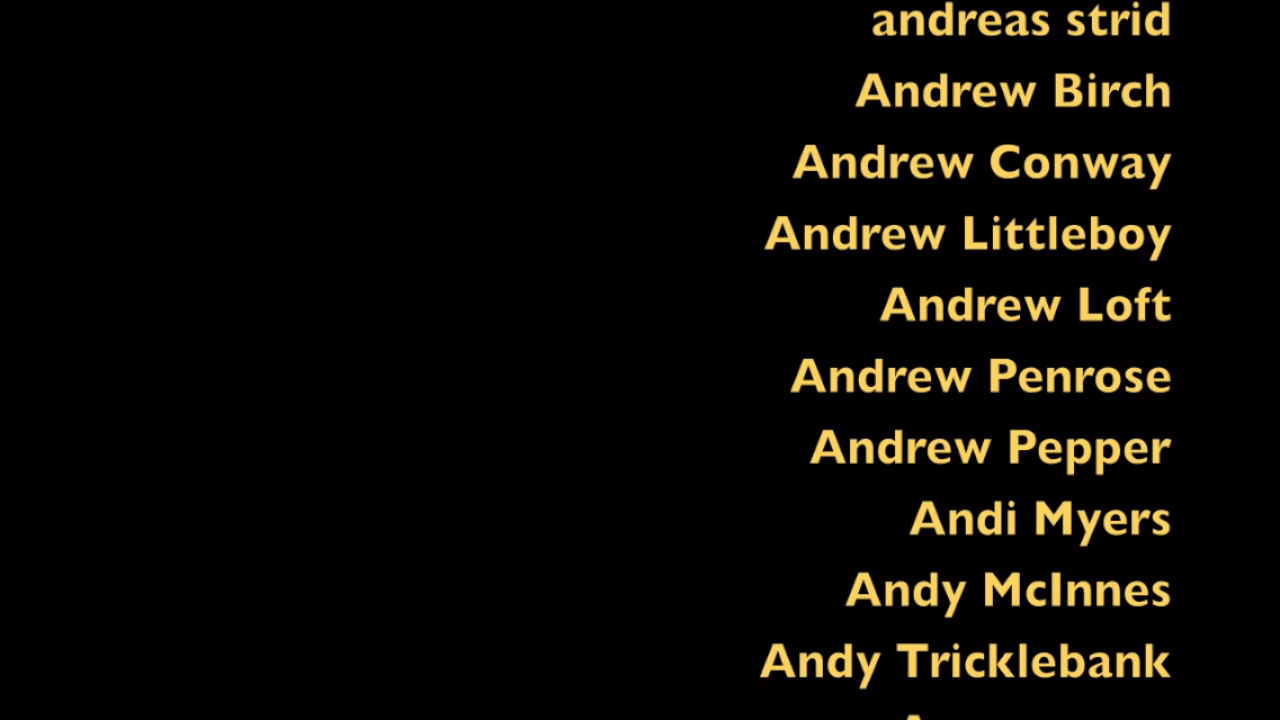 andreas strid
Andrew Birch
Andrew Conway
Andrew Littleboy
Andrew Loft
Andrew Penrose
Andrew Pepper
Andi Myers
Andy McInnes
Andy Tricklebank